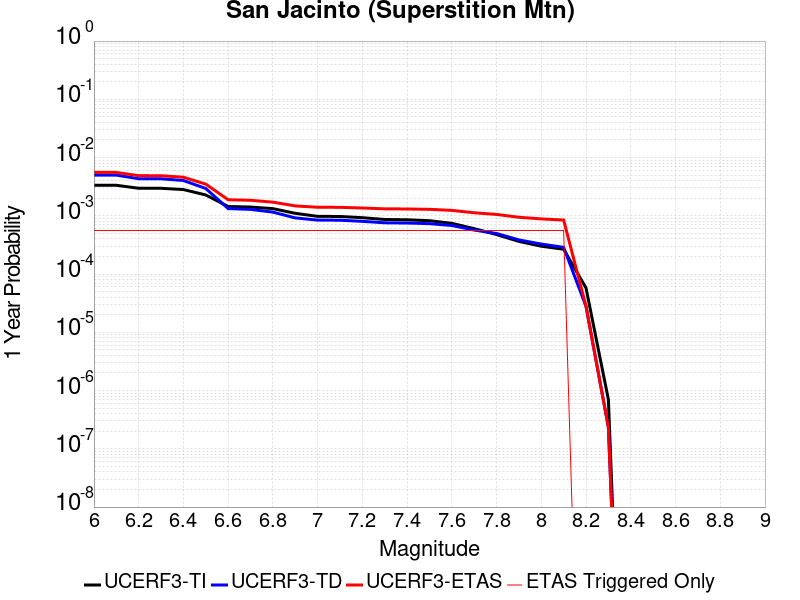 San Jacinto (Superstition Mtn)
1 Year Probability
10^0
10^-1
10^-2
10^-3
10^-4
10^-5
10^-6
10^-7
10^-8
6 6.2 6.4 6.6 6.8 7 7.2 7.4 7.6 7.8 8 8.2 8.4 8.6 8.8 9
Magnitude
UCERF3-TI UCERF3-TD UCERF3-ETAS ETAS Triggered Only